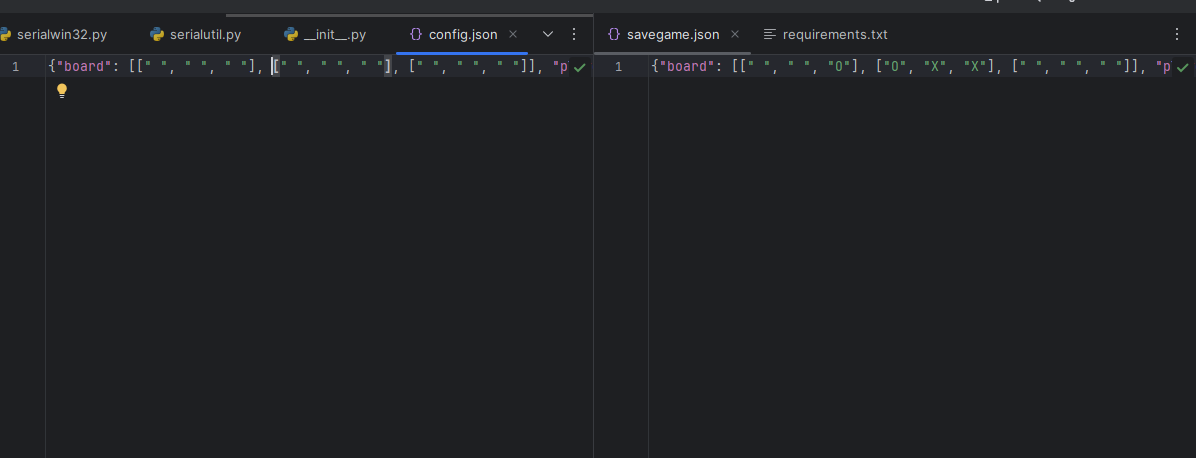 serialwin32.py serialutil.py __init__.py config.json savegame.json requirements.txt
1 {"board": [[" ", " ", " "], [" ", " ", " "], [" ", " ", " "]], "p
1 {"board": [[" ", " ", "O"], ["O", "X", "X"], [" ", " ", " "]], "p